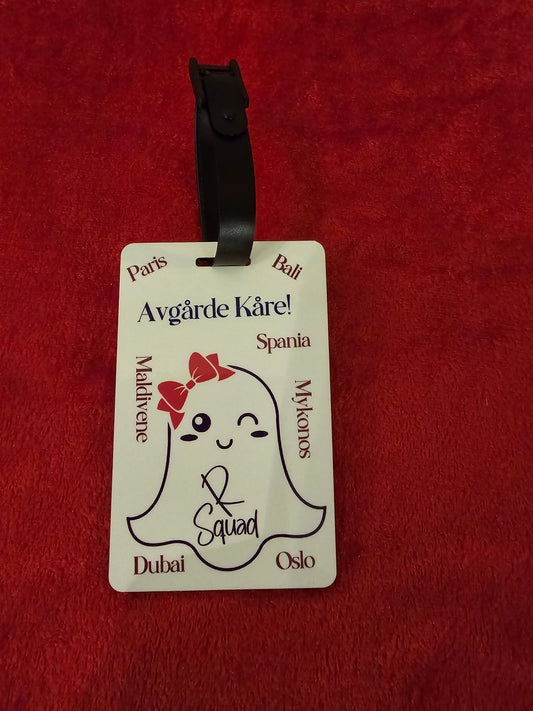 Paris
Bali
Avgårde Kåre!
Spania
Maldivene
Mykonos
R
Squad
Dubai
Oslo